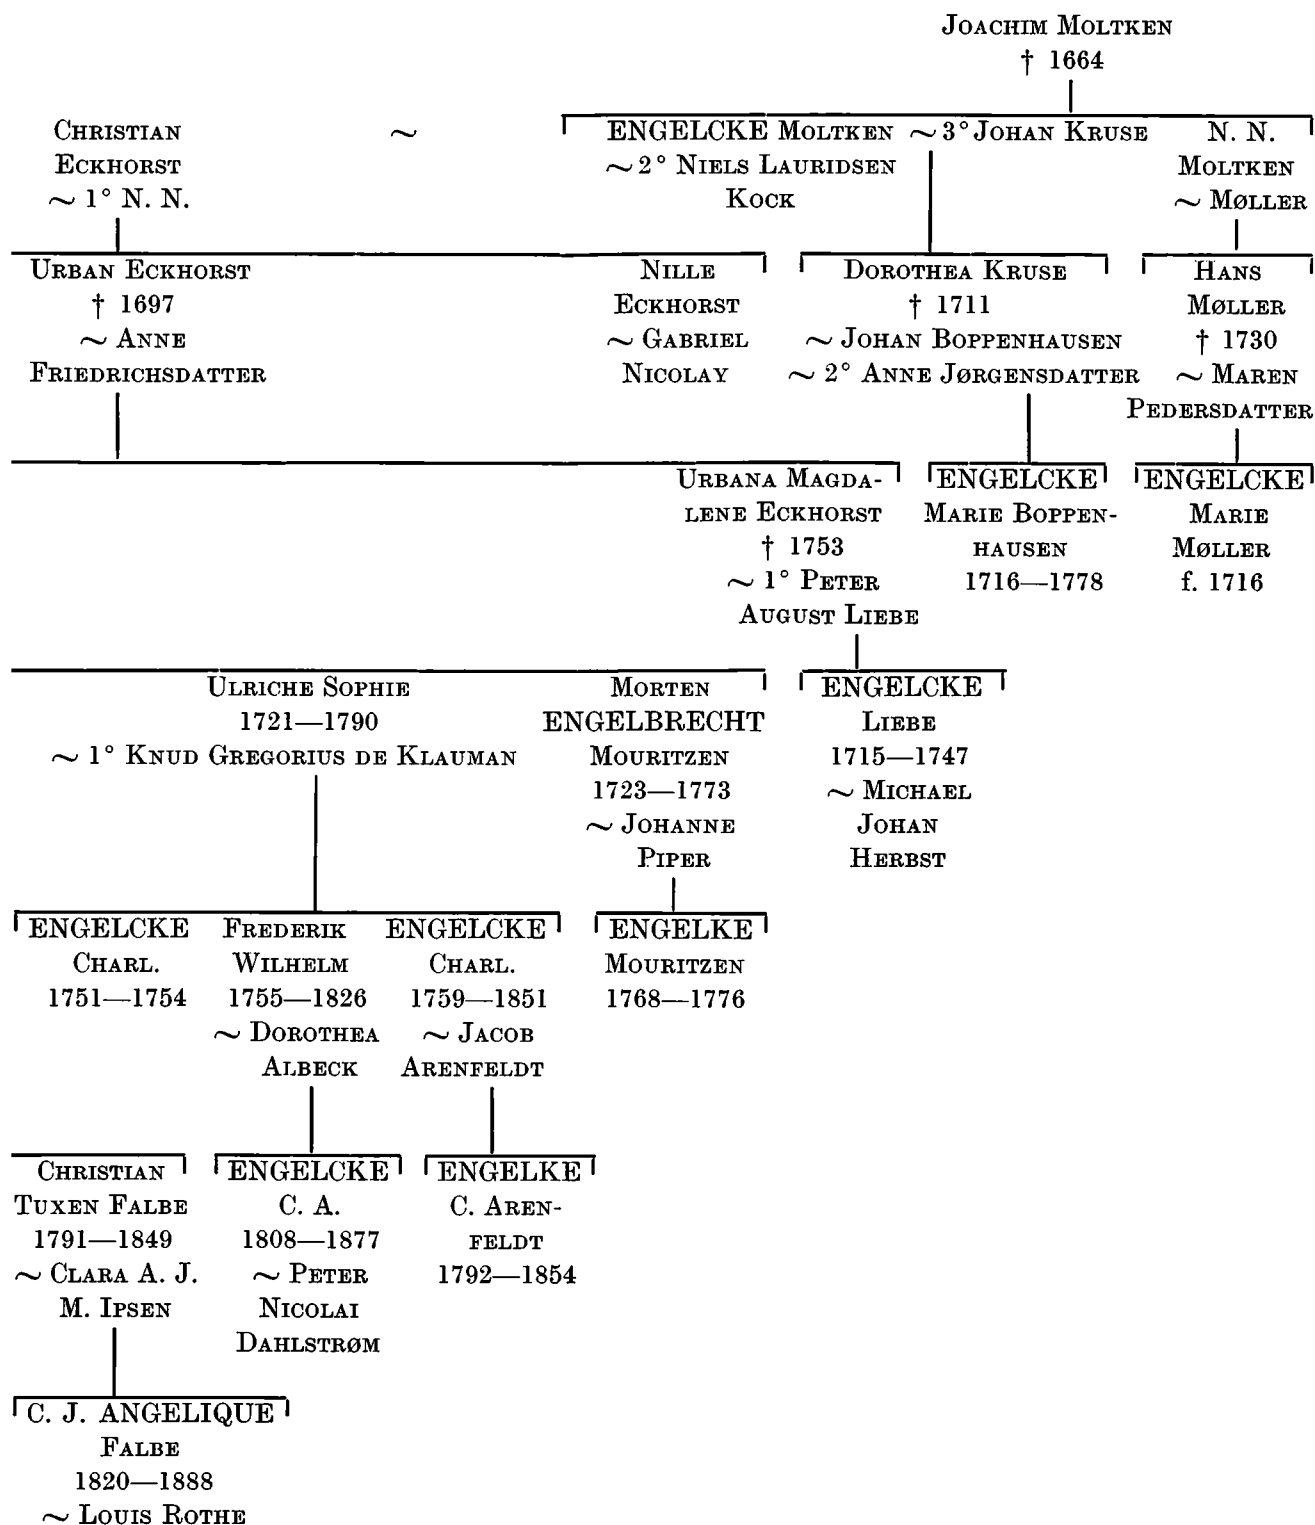 JOACHIM MOLTKEN
† 1664
CHRISTIAN ~ ENGELCKE MOLTKEN ~ 3° JOHAN KRUSE N. N.
ECKHORST ~ 2° NIELS LAURIDSEN MOLTKEN
~ 1° N. N. KOCK ~ MØLLER
URBAN ECKHORST NILLE DOROTHEA KRUSE HANS
† 1697 ECKHORST † 1711 MØLLER
~ ANNE ~ GABRIEL ~ JOHAN BOPPENHAUSEN † 1730
FRIEDRICHSDATTER NICOLAY ~ 2° ANNE JØRGENSDATTER ~ MAREN
PEDERSDATTER
URBANA MAGDA- ENGELCKE ENGELCKE
LENE ECKHORST MARIE BOPPEN- MARIE
† 1753 HAUSEN MØLLER
~ 1° PETER 1716—1778 f. 1716
AUGUST LIEBE
ULRICHE SOPHIE MORTEN ENGELCKE
1721—1790 ENGELBRECHT LIEBE
~ 1° KNUD GREGORIUS DE KLAUMAN MOURITZEN 1715—1747
1723—1773 ~ MICHAEL
~ JOHANNE JOHAN
PIPER HERBST
ENGELCKE FREDERIK ENGELCKE ENGELKE
CHARL. WILHELM CHARL. MOURITZEN
1751—1754 1755—1826 1759—1851 1768—1776
~ DOROTHEA ~ JACOB
ALBECK ARENFELDT
CHRISTIAN ENGELCKE ENGELKE
TUXEN FALBE C. A. C. AREN-
1791—1849 1808—1877 FELDT
~ CLARA A. J. ~ PETER 1792—1854
M. IPSEN NICOLAI
DAHLSTRØM
C. J. ANGELIQUE
FALBE
1820—1888
~ LOUIS ROTHE